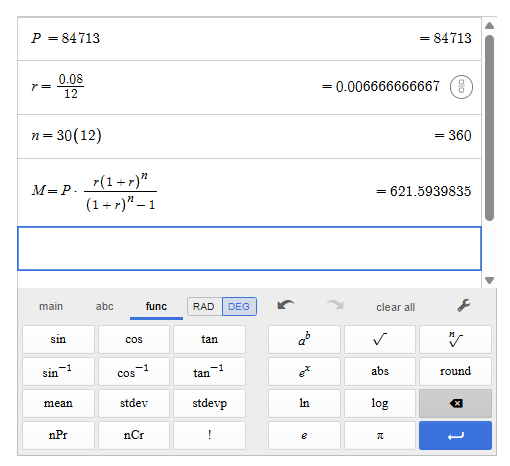 P = 84713 = 84713
r = 0.08/12 = 0.006666666667
n = 30(12) = 360
M = P · r(1+r)^n/((1+r)^n − 1) = 621.5939835
main abc func RAD DEG clear all
sin cos tan a^b √ ⁿ√
sin⁻¹ cos⁻¹ tan⁻¹ eˣ abs round
mean stdev stdevp ln log
nPr nCr ! e π